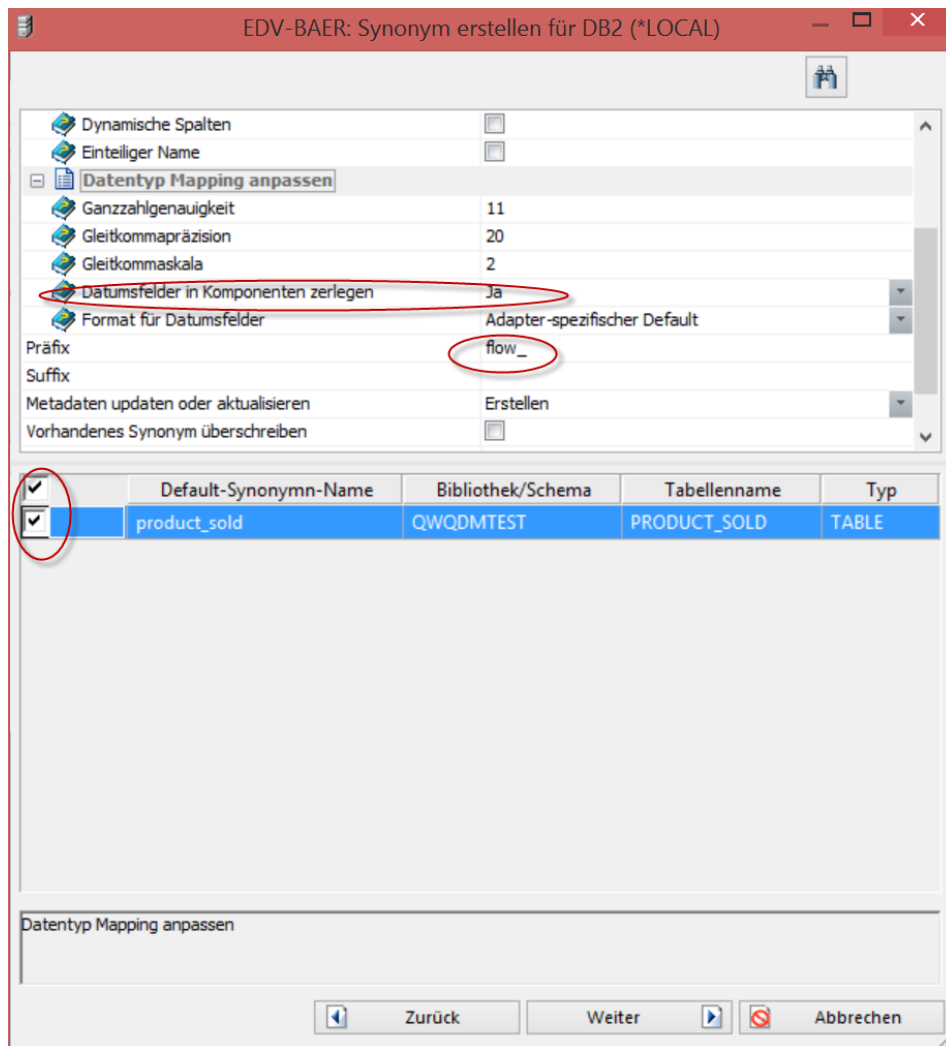 EDV-BAER: Synonym erstellen für DB2 (*LOCAL)
Dynamische Spalten
Einteiliger Name
Datentyp Mapping anpassen
Ganzzahlgenauigkeit 11
Gleitkommapräzision 20
Gleitkommaskala 2
Datumsfelder in Komponenten zerlegen Ja
Format für Datumsfelder Adapter-spezifischer Default
Präfix flow_
Suffix
Metadaten updaten oder aktualisieren Erstellen
Vorhandenes Synonym überschreiben
Default-Synonymn-Name Bibliothek/Schema Tabellenname Typ
product_sold QWQDMTEST PRODUCT_SOLD TABLE
Datentyp Mapping anpassen
Zurück Weiter Abbrechen